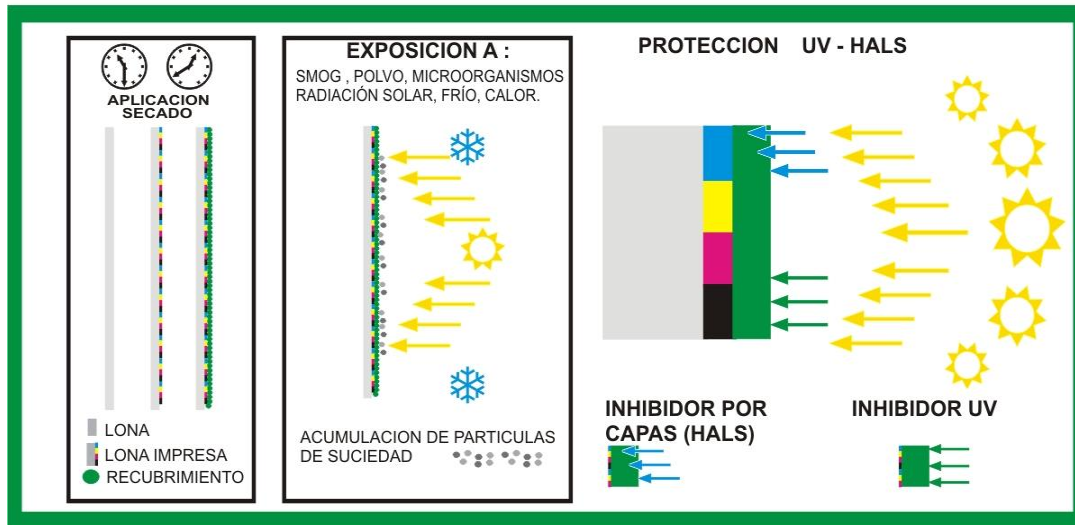 APLICACION
SECADO
LONA
LONA IMPRESA
RECUBRIMIENTO
EXPOSICION A :
SMOG , POLVO, MICROORGANISMOS
RADIACIÓN SOLAR, FRÍO, CALOR.
ACUMULACION DE PARTICULAS
DE SUCIEDAD
PROTECCION UV - HALS
INHIBIDOR POR
CAPAS (HALS)
INHIBIDOR UV